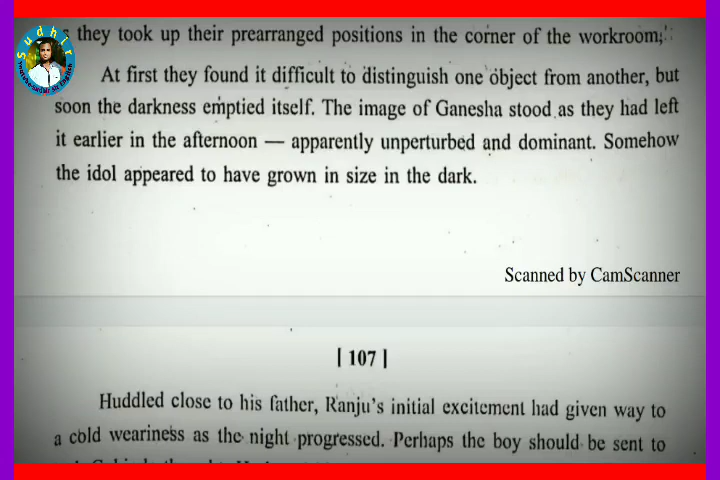 Sudhir
they took up their prearranged positions in the corner of the workroom.
At first they found it difficult to distinguish one object from another, but
soon the darkness emptied itself. The image of Ganesha stood as they had left
it earlier in the afternoon — apparently unperturbed and dominant. Somehow
the idol appeared to have grown in size in the dark.
Scanned by CamScanner
[ 107 ]
Huddled close to his father, Ranju's initial excitement had given way to
a cold weariness as the night progressed. Perhaps the boy should be sent to